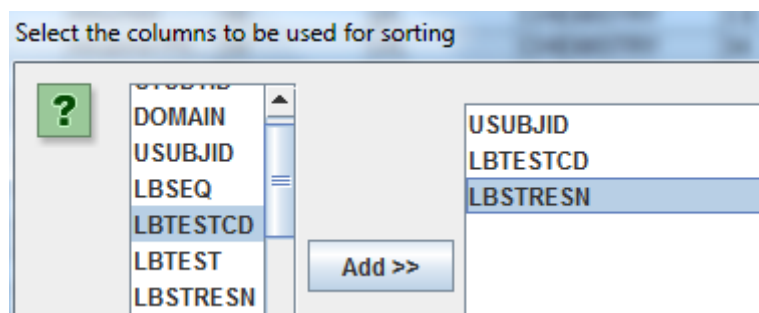 Select the columns to be used for sorting
?
DOMAIN
USUBJID
LBSEQ
LBTESTCD
LBTEST
LBSTRESN
Add >>
USUBJID
LBTESTCD
LBSTRESN